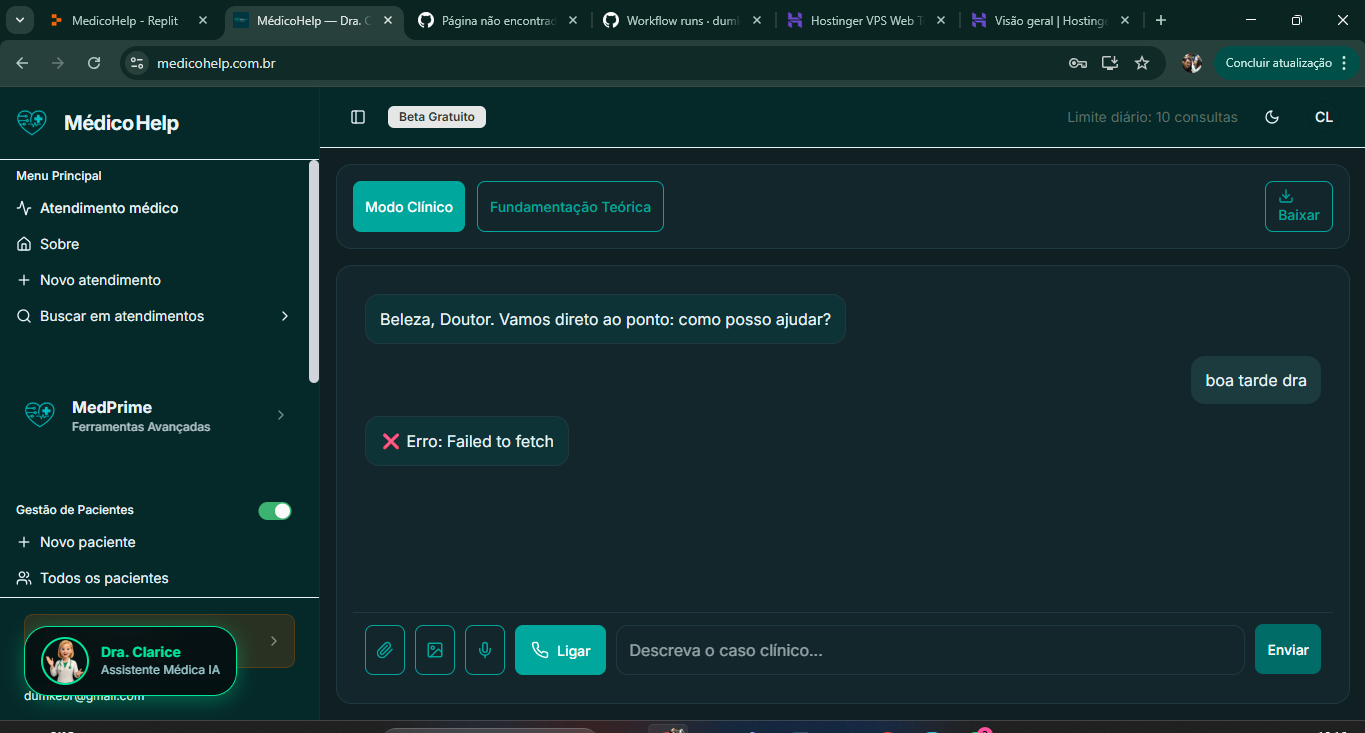 MédicoHelp - Replit
MédicoHelp — Dra. C
Página não encontrad
Workflow runs · duml
Hostinger VPS Web T
Visão geral | Hostinge
medicohelp.com.br
Concluir atualização
MédicoHelp
Beta Gratuito
Limite diário: 10 consultas
CL
Menu Principal
Atendimento médico
Sobre
Novo atendimento
Buscar em atendimentos
MedPrime
Ferramentas Avançadas
Gestão de Pacientes
Novo paciente
Todos os pacientes
Dra. Clarice
Assistente Médica IA
dumkebr@gmail.com
Modo Clínico
Fundamentação Teórica
Baixar
Beleza, Doutor. Vamos direto ao ponto: como posso ajudar?
boa tarde dra
❌ Erro: Failed to fetch
Ligar
Descreva o caso clínico...
Enviar